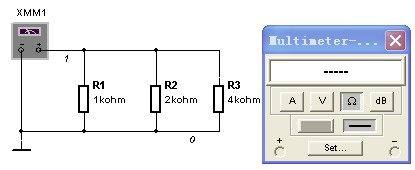 XMM1
Multimeter-...
-----
1
R1
1kohm
R2
2kohm
R3
4kohm
A
V
Ω
dB
0
+
Set...
-